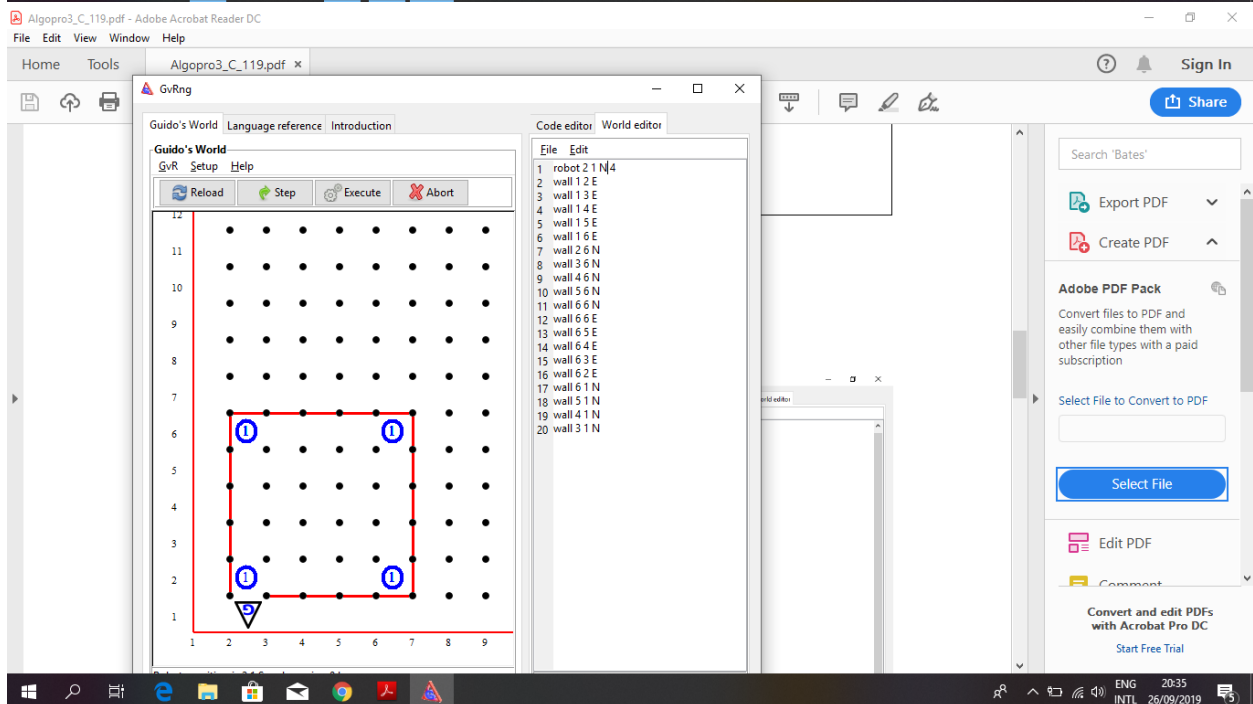 Algopro3_C_119.pdf - Adobe Acrobat Reader DC
File Edit View Window Help
Home Tools Algopro3_C_119.pdf × Sign In
Share
GvRng
Guido's World Language reference Introduction
Guido's World
GvR Setup Help
Reload Step Execute Abort
12
11
10
9
8
7
6 1 1
5
4
3
2 1 1
1 G
1 2 3 4 5 6 7 8 9
Code editor World editor
File Edit
1 robot 2 1 N 4
2 wall 1 2 E
3 wall 1 3 E
4 wall 1 4 E
5 wall 1 5 E
6 wall 1 6 E
7 wall 2 6 N
8 wall 3 6 N
9 wall 4 6 N
10 wall 5 6 N
11 wall 6 6 N
12 wall 6 6 E
13 wall 6 5 E
14 wall 6 4 E
15 wall 6 3 E
16 wall 6 2 E
17 wall 6 1 N
18 wall 5 1 N
19 wall 4 1 N
20 wall 3 1 N
Search 'Bates'
Export PDF
Create PDF
Adobe PDF Pack
Convert files to PDF and
easily combine them with
other file types with a paid
subscription
Select File to Convert to PDF
Select File
Edit PDF
Comment
Convert and edit PDFs
with Acrobat Pro DC
Start Free Trial
ENG 20:35
INTL 26/09/2019 5